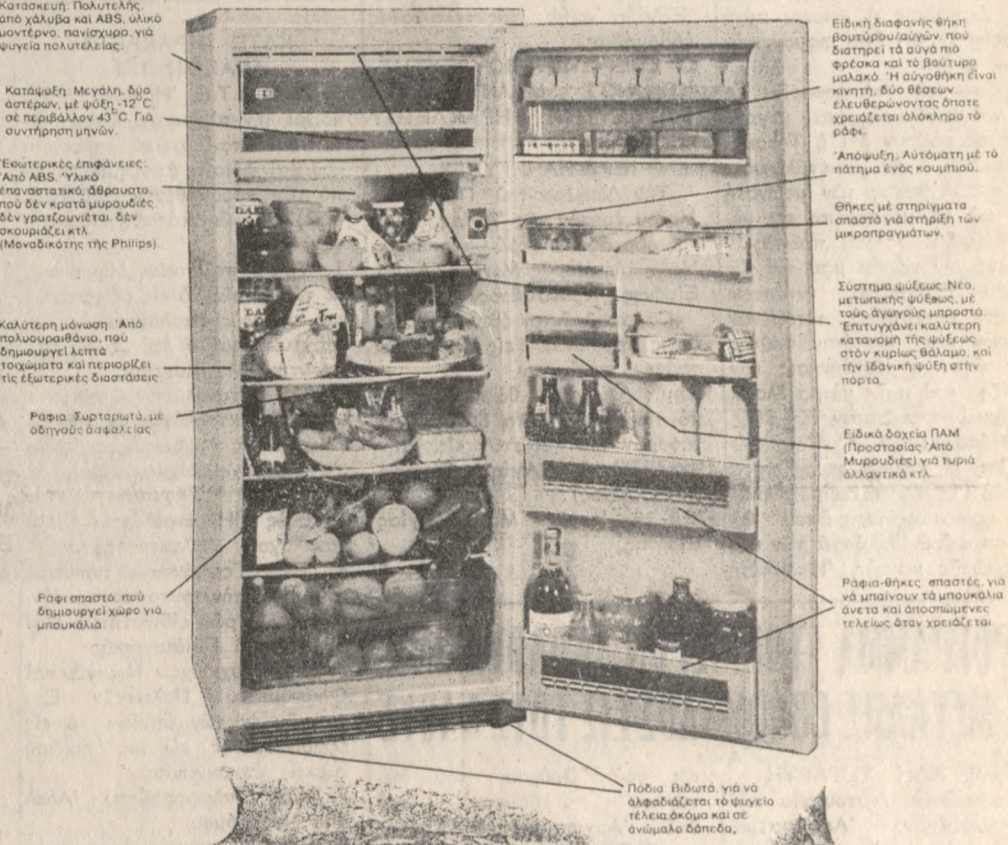 Κατασκευή: Πολυτελής,
από χάλυβα καί ABS, ύλικό
μοντέρνο, πανίσχυρο, γιά
ψυγεία πολυτελείας.
Κατάψυξη: Μεγάλη, δύο
άστέρων, μέ ψύξη -12°C,
σέ περιβάλλον 43°C. Γιά
συντήρηση μηνών.
Έσωτερικές έπιφάνειες:
Άπό ABS. Ύλικό
έπαναστατικό, άθραυστο,
πού δέν κρατά μυρουδιές,
δέν γρατζουνιέται, δέν
σκουριάζει κτλ.
(Μοναδικότης τής Philips)
Καλύτερη μόνωση: Άπό
πολυουραιθάνιο, πού
δημιουργεί λεπτά
τοιχώματα καί περιορίζει
τίς έξωτερικές διαστάσεις
Ράφια: Συρταρωτά, μέ
όδηγούς άσφαλείας
Ράφι σπαστό, πού
δημιουργεί χώρο γιά
μπουκάλια.
Είδική διαφανής θήκη
βουτύρου/αύγών, πού
διατηρεί τά αύγά πιό
φρέσκα καί τό βούτυρο
μαλακό. Ή αύγοθήκη είναι
κινητή, δύο θέσεων
έλευθερώνοντας όποτε
χρειάζεται όλόκληρο τό
ράφι.
Άπόψυξη: Αύτόματη μέ τό
πάτημα ένός κουμπιού.
Θήκες μέ στηρίγματα
σπαστά γιά στήριξη τών
μικροπραγμάτων.
Σύστημα ψύξεως: Νέο,
μετωπικής ψύξεως, μέ
τούς άγωγούς μπροστά.
Έπιτυγχάνει καλύτερη
κατανομή τής ψύξεως
στόν κυρίως θάλαμο, καί
τήν ίδανική ψύξη στήν
πόρτα.
Είδικά δοχεία ΠΑΜ
(Προστασίας Άπό
Μυρουδιές) γιά τυριά
άλλαντικά κτλ.
Ράφια-θήκες, σπαστές, γιά
νά μπαίνουν τά μπουκάλια
άνετα καί άποσπώμενες
τελείως όταν χρειάζεται
Πόδια: Βιδωτά, γιά νά
άλφαδιάζεται τό ψυγείο
τέλεια άκόμα καί σέ
άνώμαλο δάπεδο.